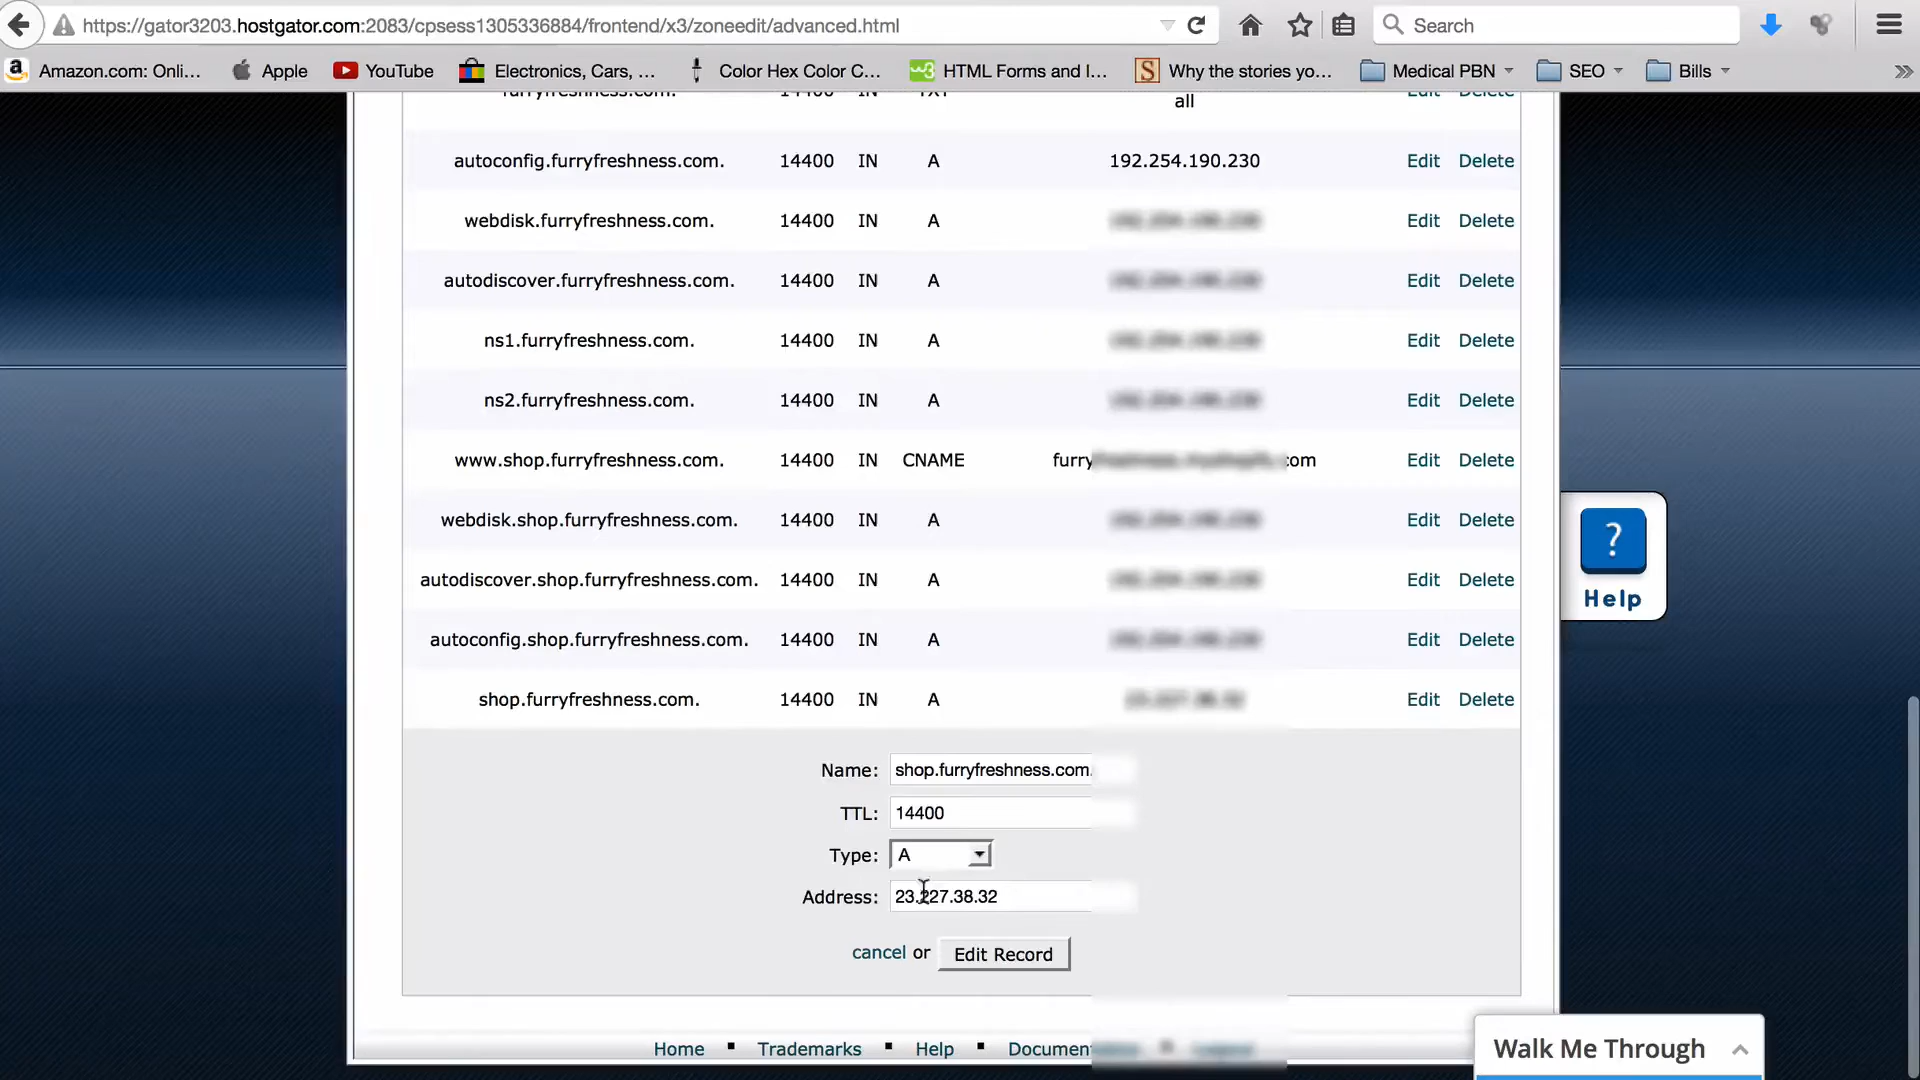 https://gator3203.hostgator.com:2083/cpsess1305336884/frontend/x3/zoneedit/advanced.html
Search
Amazon.com: Onli...
Apple
YouTube
Electronics, Cars, ...
Color Hex Color C...
HTML Forms and I...
Why the stories yo...
Medical PBN
SEO
Bills
furryfreshness.com. 14400 IN TXT all Edit Delete
autoconfig.furryfreshness.com. 14400 IN A 192.254.190.230 Edit Delete
webdisk.furryfreshness.com. 14400 IN A Edit Delete
autodiscover.furryfreshness.com. 14400 IN A Edit Delete
ns1.furryfreshness.com. 14400 IN A Edit Delete
ns2.furryfreshness.com. 14400 IN A Edit Delete
www.shop.furryfreshness.com. 14400 IN CNAME Edit Delete
webdisk.shop.furryfreshness.com. 14400 IN A Edit Delete
autodiscover.shop.furryfreshness.com. 14400 IN A Edit Delete
autoconfig.shop.furryfreshness.com. 14400 IN A Edit Delete
shop.furryfreshness.com. 14400 IN A Edit Delete
Name: shop.furryfreshness.com.
TTL: 14400
Type: A
Address: 23.227.38.32
cancel or Edit Record
?
Help
Home ▪ Trademarks ▪ Help ▪
Walk Me Through